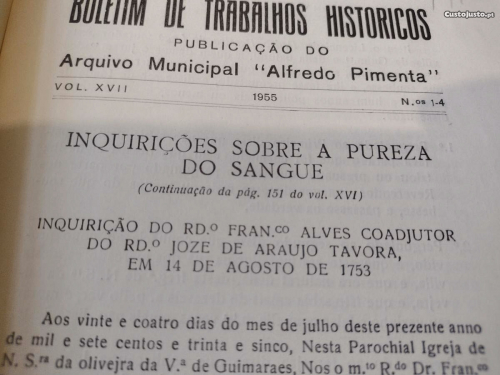 CustoJusto.pt
BOLETIM DE TRABALHOS HISTORICOS
PUBLICAÇÃO DO
Arquivo Municipal "Alfredo Pimenta"
VOL. XVII 1955 N.os 1-4
INQUIRIÇÕES SOBRE A PUREZA
DO SANGUE
(Continuação da pág. 151 do vol. XVI)
INQUIRIÇÃO DO RD.º FRAN.CO ALVES COADJUTOR
DO RD.º JOZE DE ARAUJO TAVORA,
EM 14 DE AGOSTO DE 1753
Aos vinte e coatro dias do mes de julho deste prezente anno
de mil e sete centos e trinta e sinco, Nesta Parochial Igreja de
N. S.ra da olivejra da V.ª de Guimaraes, Nos o m.to R.do Dr. Fran.co